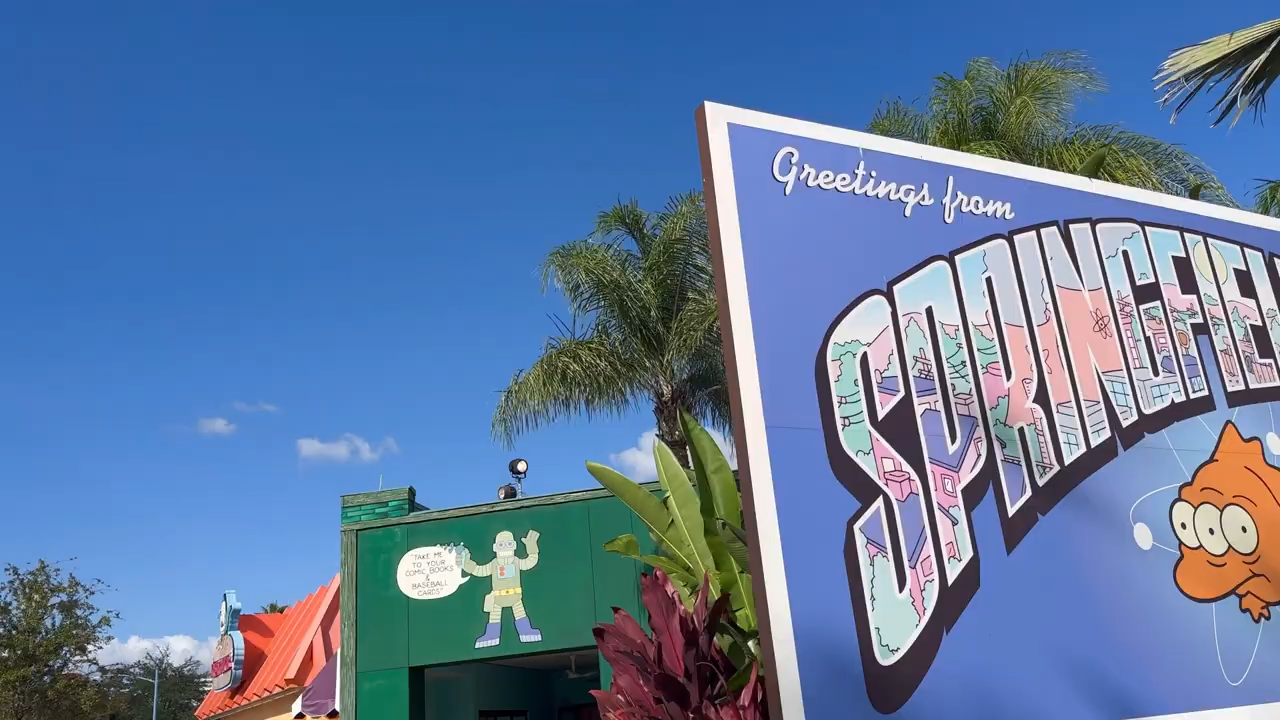 Greetings from
SPRINGFIEL
"TAKE ME
TO YOUR
COMIC BOOKS
&
BASEBALL
CARDS"